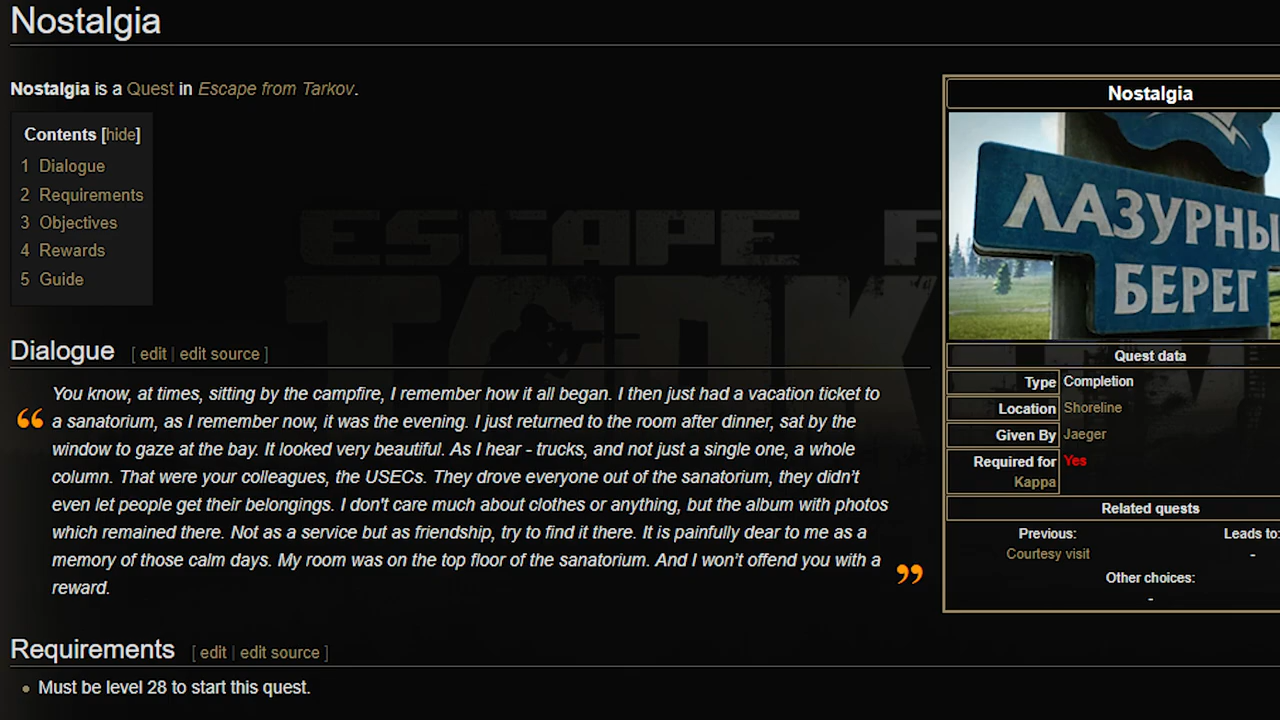 Nostalgia
Nostalgia is a Quest in Escape from Tarkov.
Contents [hide]
1 Dialogue
2 Requirements
3 Objectives
4 Rewards
5 Guide
Dialogue [ edit | edit source ]
“ You know, at times, sitting by the campfire, I remember how it all began. I then just had a vacation ticket to
a sanatorium, as I remember now, it was the evening. I just returned to the room after dinner, sat by the
window to gaze at the bay. It looked very beautiful. As I hear - trucks, and not just a single one, a whole
column. That were your colleagues, the USECs. They drove everyone out of the sanatorium, they didn't
even let people get their belongings. I don't care much about clothes or anything, but the album with photos
which remained there. Not as a service but as friendship, try to find it there. It is painfully dear to me as a
memory of those calm days. My room was on the top floor of the sanatorium. And I won't offend you with a
reward. ”
Requirements [ edit | edit source ]
Must be level 28 to start this quest.
Nostalgia
ЛАЗУРНЫ
БЕРЕГ
Quest data
Type Completion
Location Shoreline
Given By Jaeger
Required for Yes
Kappa
Related quests
Previous: Leads to:
Courtesy visit -
Other choices:
-
ESCAPE F
TARK